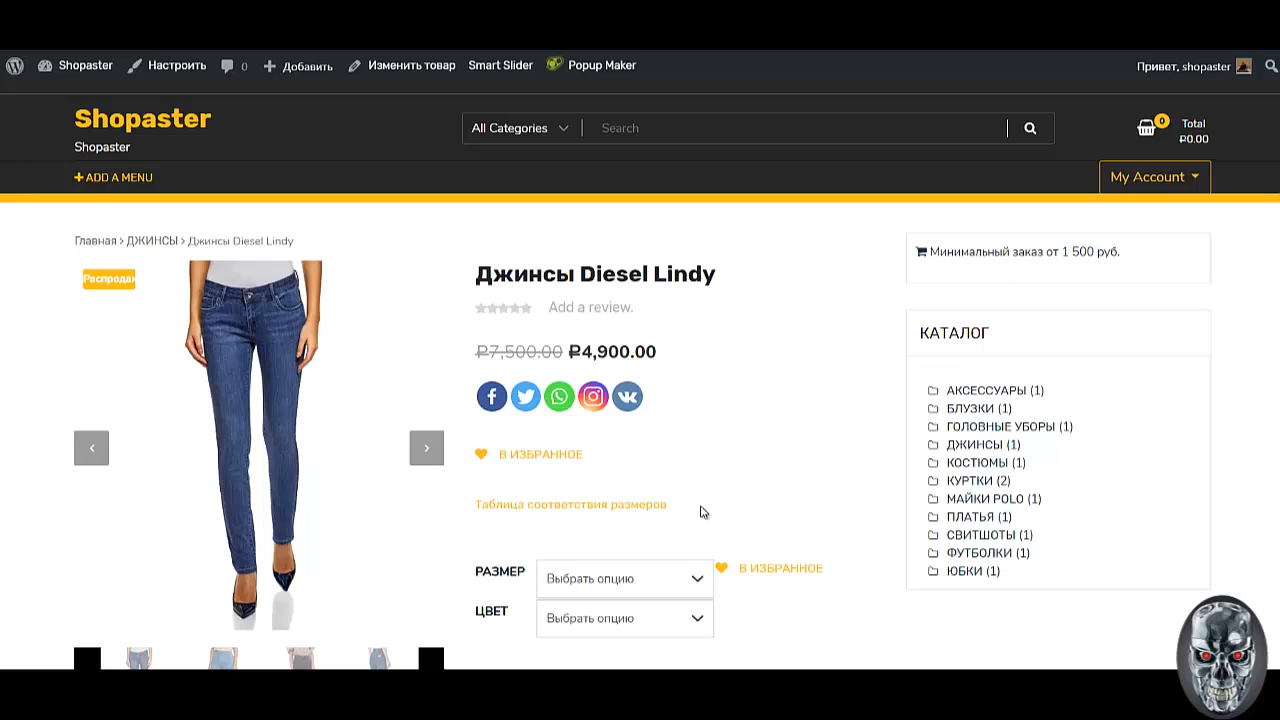 Shopaster
Настроить
0
Добавить
Изменить товар
Smart Slider
Popup Maker
Привет, shopaster
Shopaster
Shopaster
All Categories
Search
0
Total
₽0.00
ADD A MENU
My Account
Главная › ДЖИНСЫ › Джинсы Diesel Lindy
Распродаж
Джинсы Diesel Lindy
Add a review.
₽7,500.00 ₽4,900.00
В ИЗБРАННОЕ
Таблица соответствия размеров
РАЗМЕР
Выбрать опцию
В ИЗБРАННОЕ
ЦВЕТ
Выбрать опцию
Минимальный заказ от 1 500 руб.
КАТАЛОГ
АКСЕССУАРЫ (1)
БЛУЗКИ (1)
ГОЛОВНЫЕ УБОРЫ (1)
ДЖИНСЫ (1)
КОСТЮМЫ (1)
КУРТКИ (2)
МАЙКИ POLO (1)
ПЛАТЬЯ (1)
СВИТШОТЫ (1)
ФУТБОЛКИ (1)
ЮБКИ (1)